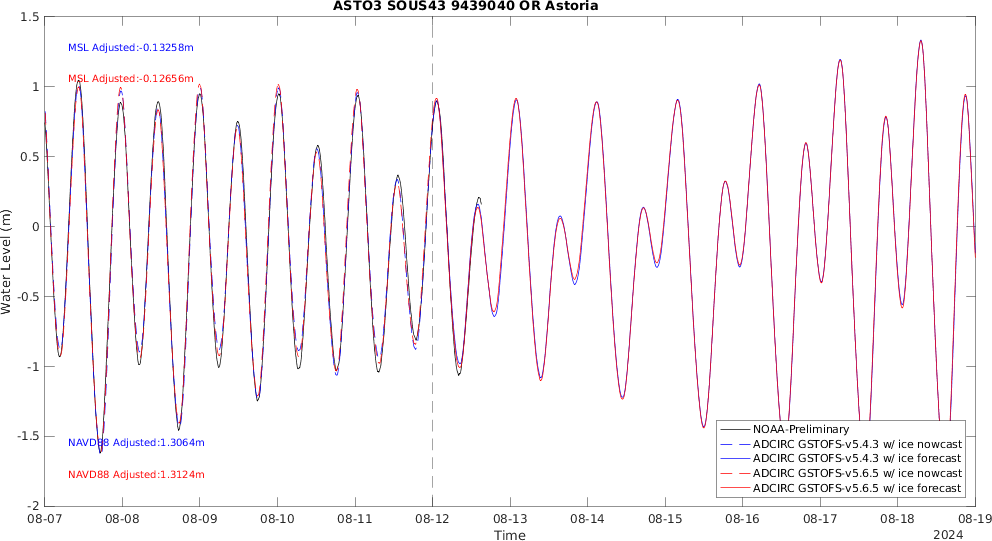 ASTO3 SOUS43 9439040 OR Astoria
1.5
1
0.5
0
-0.5
-1
-1.5
-2
Water Level (m)
MSL Adjusted:-0.13258m
MSL Adjusted:-0.12656m
NAVD88 Adjusted:1.3064m
NAVD88 Adjusted:1.3124m
NOAA-Preliminary
ADCIRC GSTOFS-v5.4.3 w/ ice nowcast
ADCIRC GSTOFS-v5.4.3 w/ ice forecast
ADCIRC GSTOFS-v5.6.5 w/ ice nowcast
ADCIRC GSTOFS-v5.6.5 w/ ice forecast
08-07 08-08 08-09 08-10 08-11 08-12 08-13 08-14 08-15 08-16 08-17 08-18 08-19
Time
2024